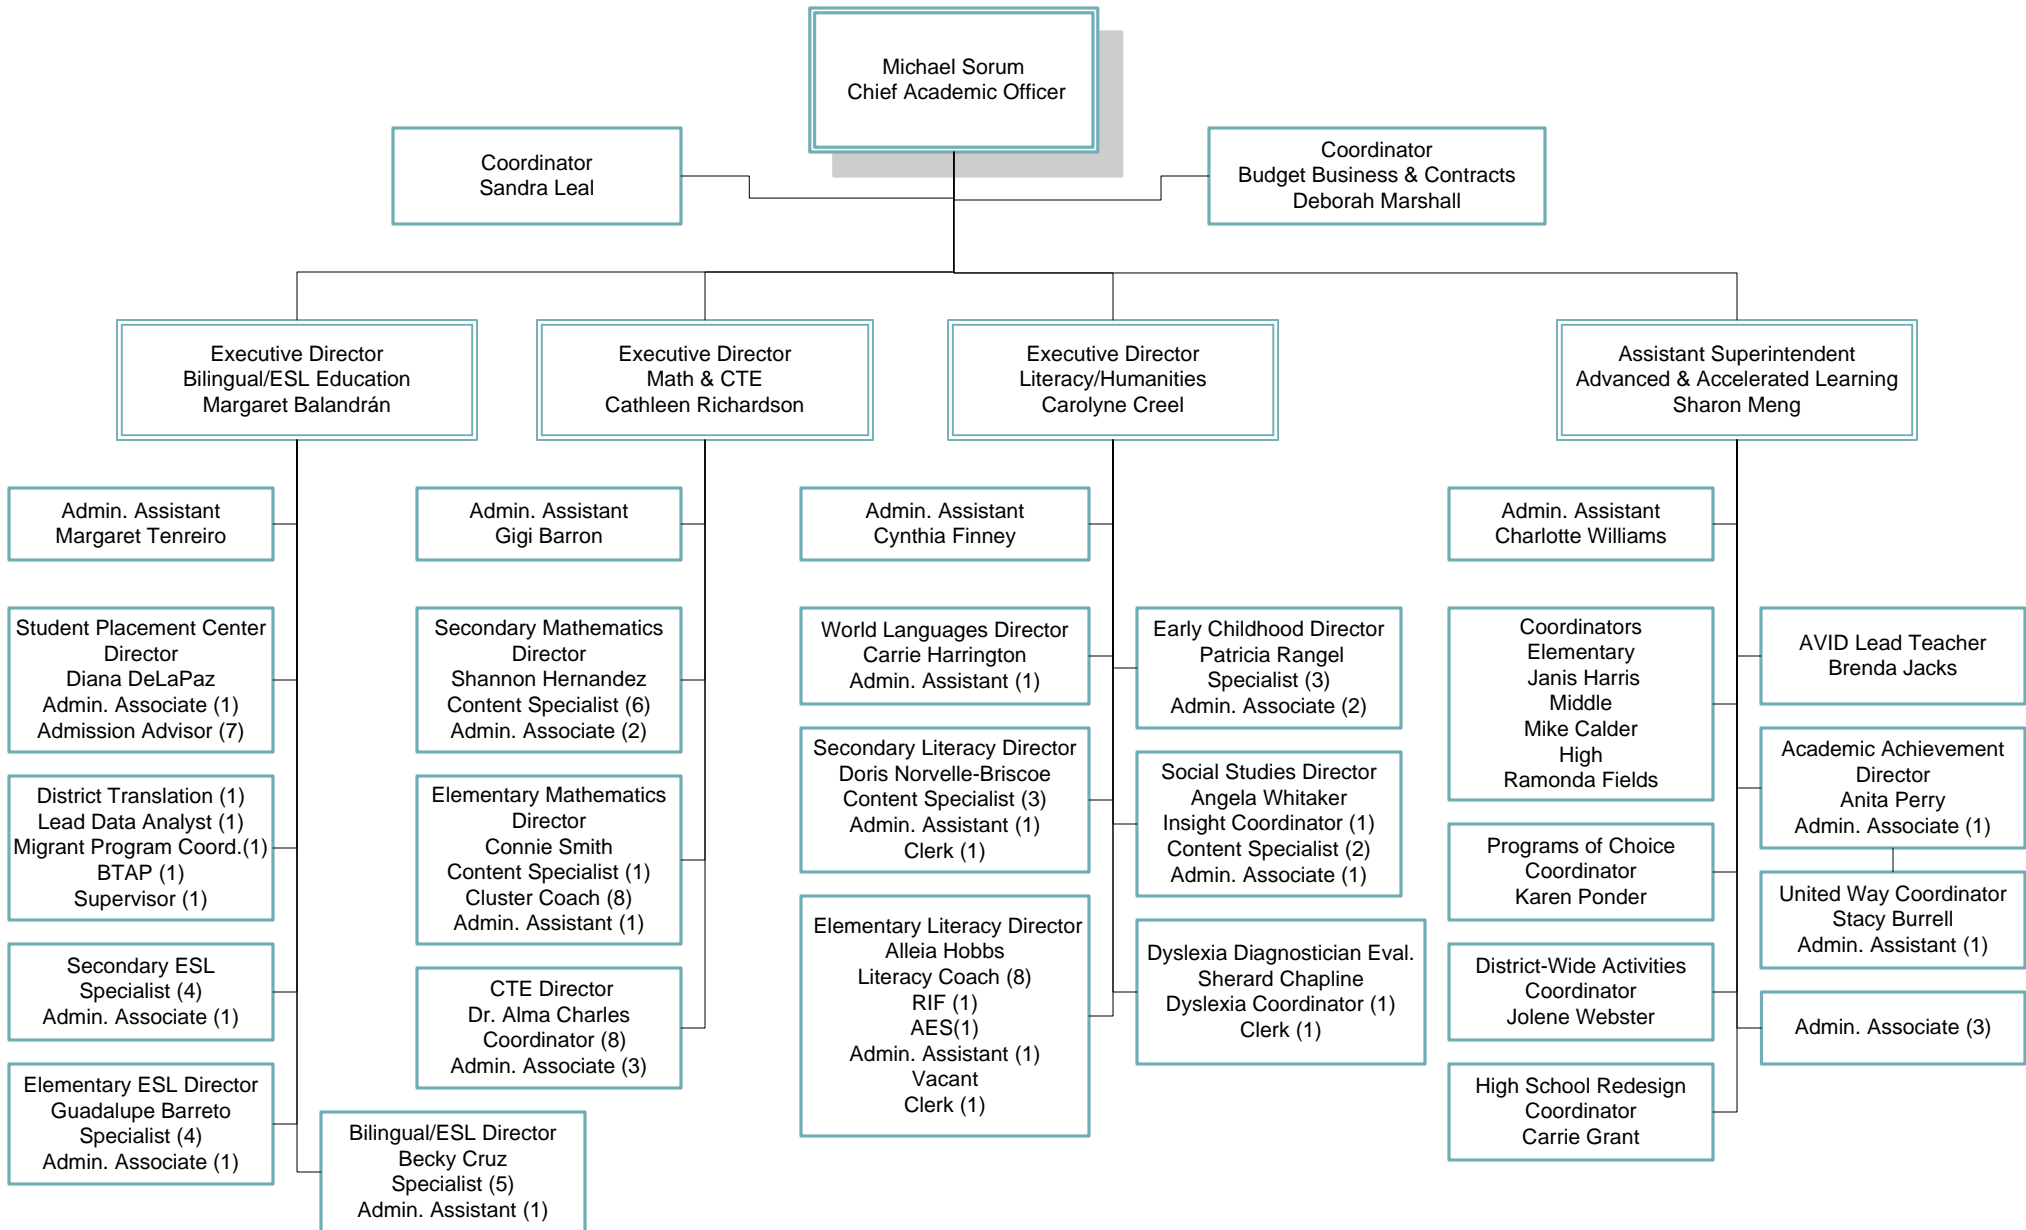 Michael Sorum
Chief Academic Officer
Coordinator
Sandra Leal
Coordinator
Budget Business & Contracts
Deborah Marshall
Executive Director
Bilingual/ESL Education
Margaret Balandrán
Executive Director
Math & CTE
Cathleen Richardson
Executive Director
Literacy/Humanities
Carolyne Creel
Assistant Superintendent
Advanced & Accelerated Learning
Sharon Meng
Admin. Assistant
Margaret Tenreiro
Student Placement Center
Director
Diana DeLaPaz
Admin. Associate (1)
Admission Advisor (7)
District Translation (1)
Lead Data Analyst (1)
Migrant Program Coord.(1)
BTAP (1)
Supervisor (1)
Secondary ESL
Specialist (4)
Admin. Associate (1)
Elementary ESL Director
Guadalupe Barreto
Specialist (4)
Admin. Associate (1)
Bilingual/ESL Director
Becky Cruz
Specialist (5)
Admin. Assistant (1)
Admin. Assistant
Gigi Barron
Secondary Mathematics
Director
Shannon Hernandez
Content Specialist (6)
Admin. Associate (2)
Elementary Mathematics
Director
Connie Smith
Content Specialist (1)
Cluster Coach (8)
Admin. Assistant (1)
CTE Director
Dr. Alma Charles
Coordinator (8)
Admin. Associate (3)
Admin. Assistant
Cynthia Finney
World Languages Director
Carrie Harrington
Admin. Assistant (1)
Secondary Literacy Director
Doris Norvelle-Briscoe
Content Specialist (3)
Admin. Assistant (1)
Clerk (1)
Elementary Literacy Director
Alleia Hobbs
Literacy Coach (8)
RIF (1)
AES(1)
Admin. Assistant (1)
Vacant
Clerk (1)
Early Childhood Director
Patricia Rangel
Specialist (3)
Admin. Associate (2)
Social Studies Director
Angela Whitaker
Insight Coordinator (1)
Content Specialist (2)
Admin. Associate (1)
Dyslexia Diagnostician Eval.
Sherard Chapline
Dyslexia Coordinator (1)
Clerk (1)
Admin. Assistant
Charlotte Williams
Coordinators
Elementary
Janis Harris
Middle
Mike Calder
High
Ramonda Fields
Programs of Choice
Coordinator
Karen Ponder
District-Wide Activities
Coordinator
Jolene Webster
High School Redesign
Coordinator
Carrie Grant
AVID Lead Teacher
Brenda Jacks
Academic Achievement
Director
Anita Perry
Admin. Associate (1)
United Way Coordinator
Stacy Burrell
Admin. Assistant (1)
Admin. Associate (3)